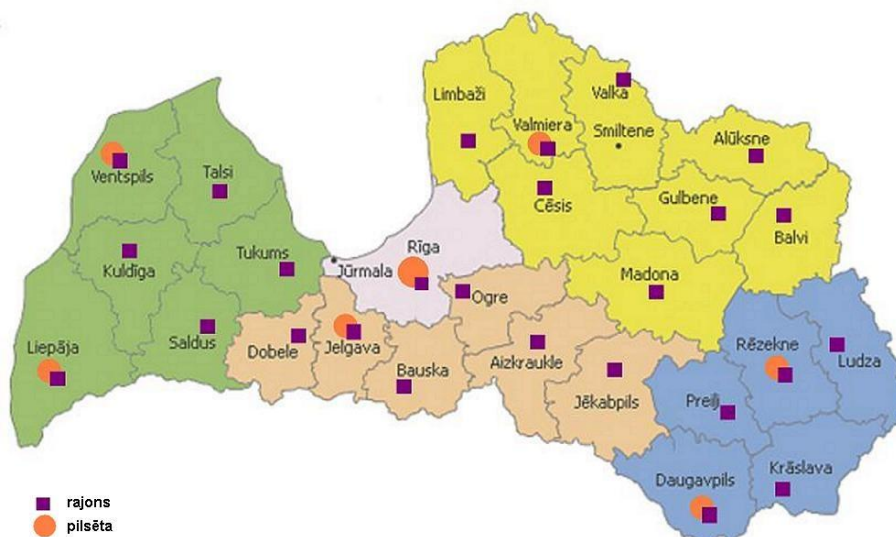 Limbaži
Valka
Valmiera
Smiltene
Alūksne
Ventspils
Talsi
Cēsis
Gulbene
Balvi
Kuldīga
Tukums
Rīga
Jūrmala
Madona
Ogre
Liepāja
Saldus
Dobele
Jelgava
Bauska
Aizkraukle
Rēzekne
Ludza
Jēkabpils
Preiļi
Daugavpils
Krāslava
rajons
pilsēta